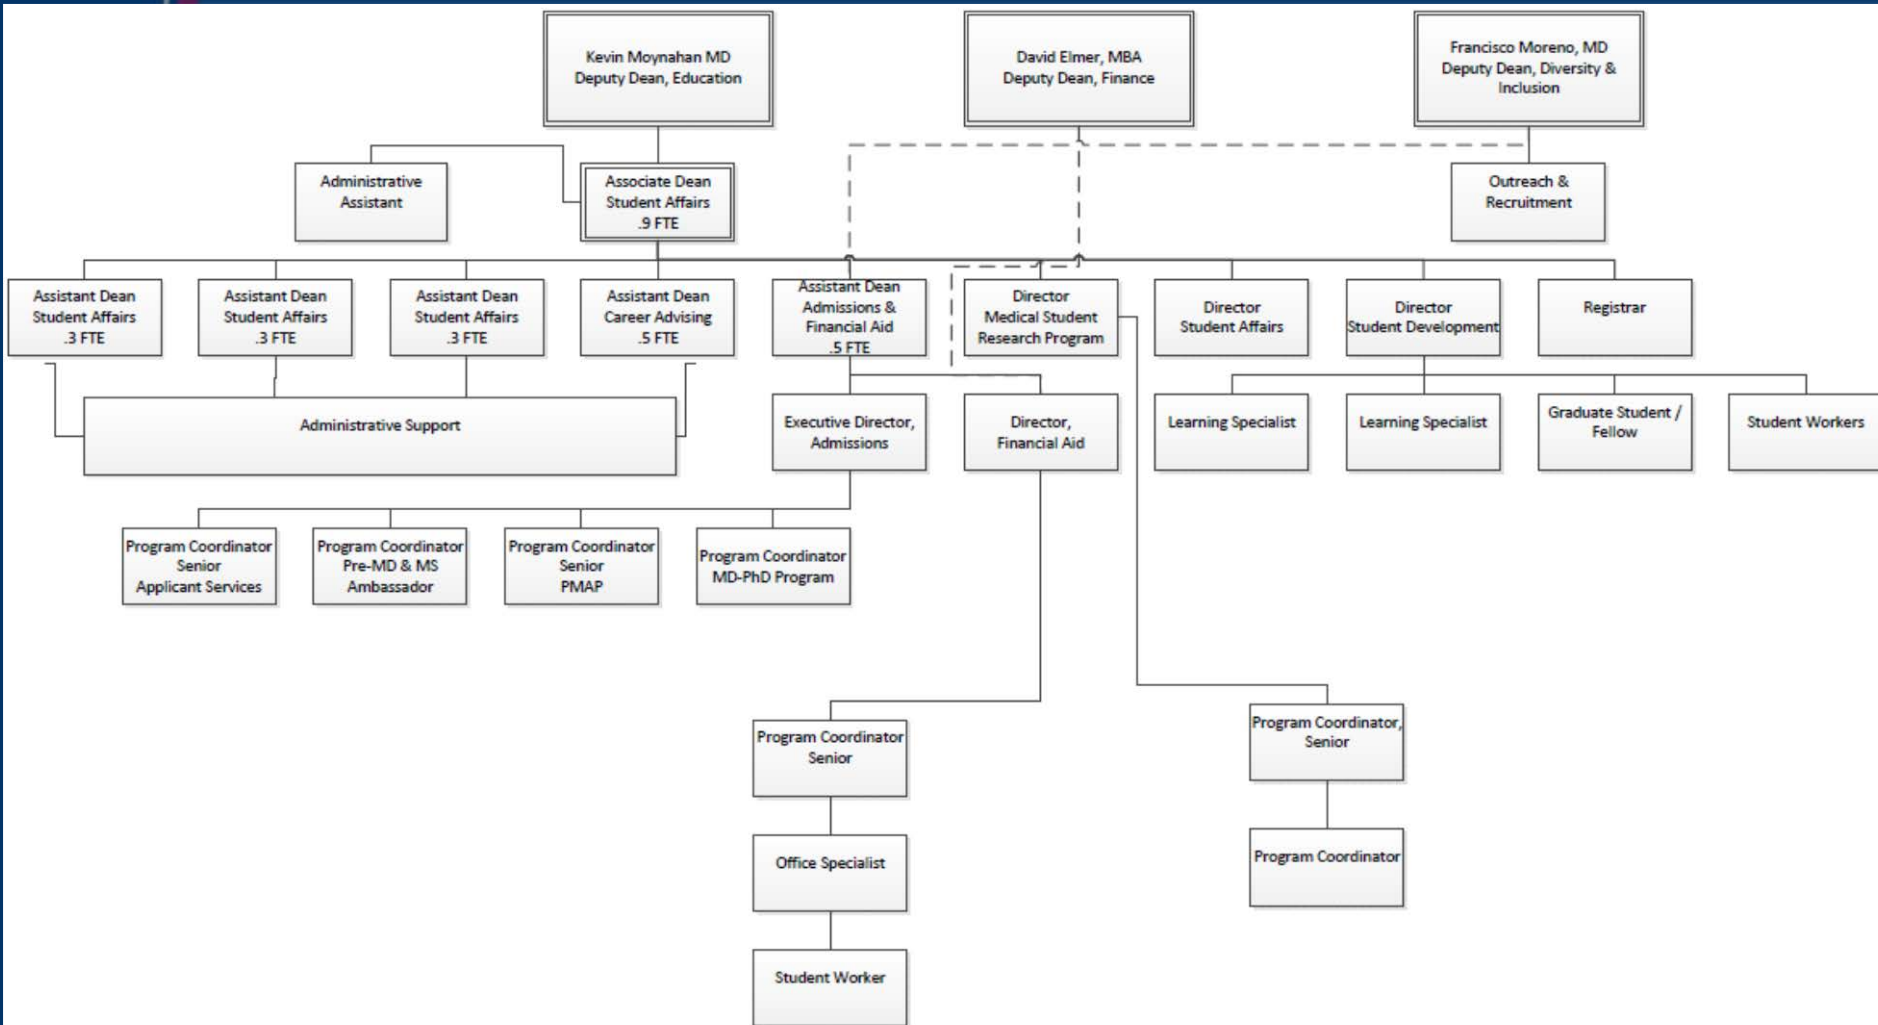 Kevin Moynahan MD
Deputy Dean, Education
David Elmer, MBA
Deputy Dean, Finance
Francisco Moreno, MD
Deputy Dean, Diversity &
Inclusion
Administrative
Assistant
Associate Dean
Student Affairs
.9 FTE
Outreach &
Recruitment
Assistant Dean
Student Affairs
.3 FTE
Assistant Dean
Student Affairs
.3 FTE
Assistant Dean
Student Affairs
.3 FTE
Assistant Dean
Career Advising
.5 FTE
Assistant Dean
Admissions &
Financial Aid
.5 FTE
Director
Medical Student
Research Program
Director
Student Affairs
Director
Student Development
Registrar
Administrative Support
Executive Director,
Admissions
Director,
Financial Aid
Learning Specialist
Learning Specialist
Graduate Student /
Fellow
Student Workers
Program Coordinator
Senior
Applicant Services
Program Coordinator
Pre-MD & MS
Ambassador
Program Coordinator
Senior
PMAP
Program Coordinator
MD-PhD Program
Program Coordinator
Senior
Program Coordinator,
Senior
Office Specialist
Program Coordinator
Student Worker